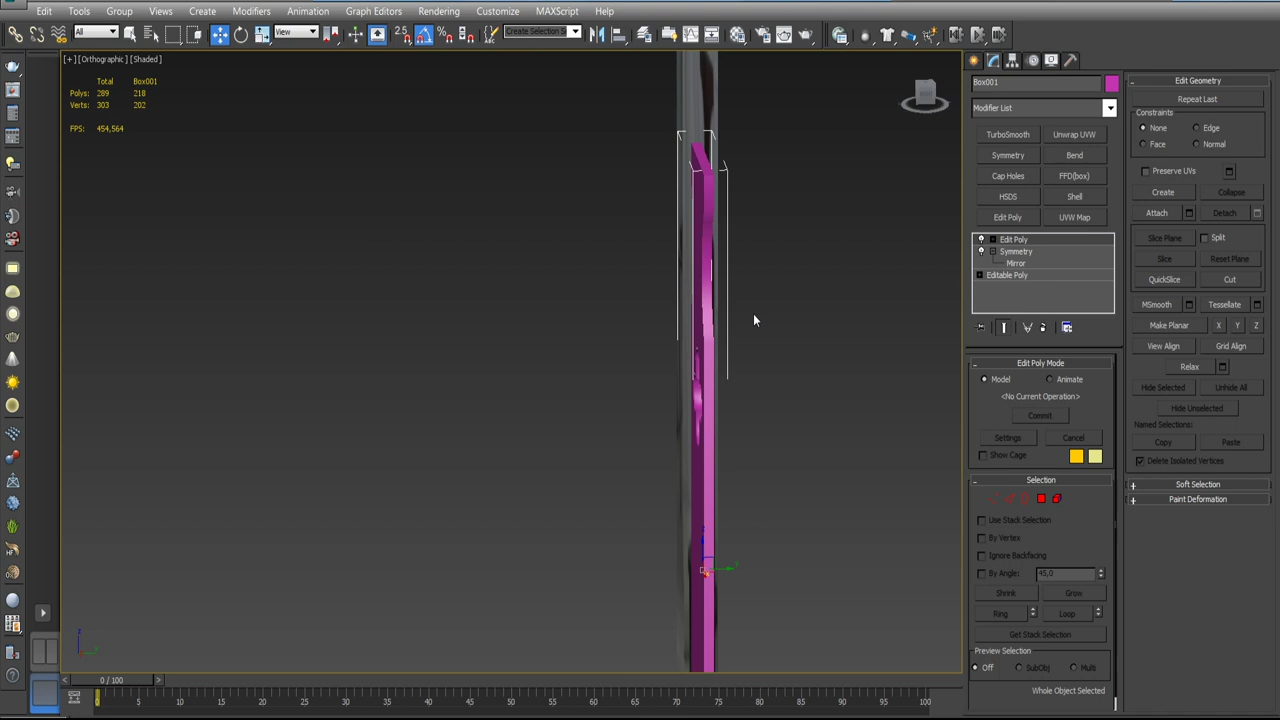 Edit Tools Group Views Create Modifiers Animation Graph Editors Rendering Customize MAXScript Help
All View 2.5 Create Selection S
[+] [Orthographic] [Shaded]
Total Box001
Polys: 289 218
Verts: 303 202
FPS: 454,564
Box001
Modifier List
TurboSmooth Unwrap UVW
Symmetry Bend
Cap Holes FFD(box)
HSDS Shell
Edit Poly UVW Map
Edit Poly
Symmetry
Mirror
Editable Poly
Edit Poly Mode
Model Animate
<No Current Operation>
Commit
Settings Cancel
Show Cage
Selection
Use Stack Selection
By Vertex
Ignore Backfacing
By Angle: 45,0
Shrink Grow
Ring Loop
Get Stack Selection
Preview Selection
Off SubObj Multi
Whole Object Selected
Edit Geometry
Repeat Last
Constraints
None Edge
Face Normal
Preserve UVs
Create Collapse
Attach Detach
Slice Plane Split
Slice Reset Plane
QuickSlice Cut
MSmooth Tessellate
Make Planar X Y Z
View Align Grid Align
Relax
Hide Selected Unhide All
Hide Unselected
Named Selections:
Copy Paste
Delete Isolated Vertices
Soft Selection
Paint Deformation
0 / 100
0 5 10 15 20 25 30 35 40 45 50 55 60 65 70 75 80 85 90 95 100